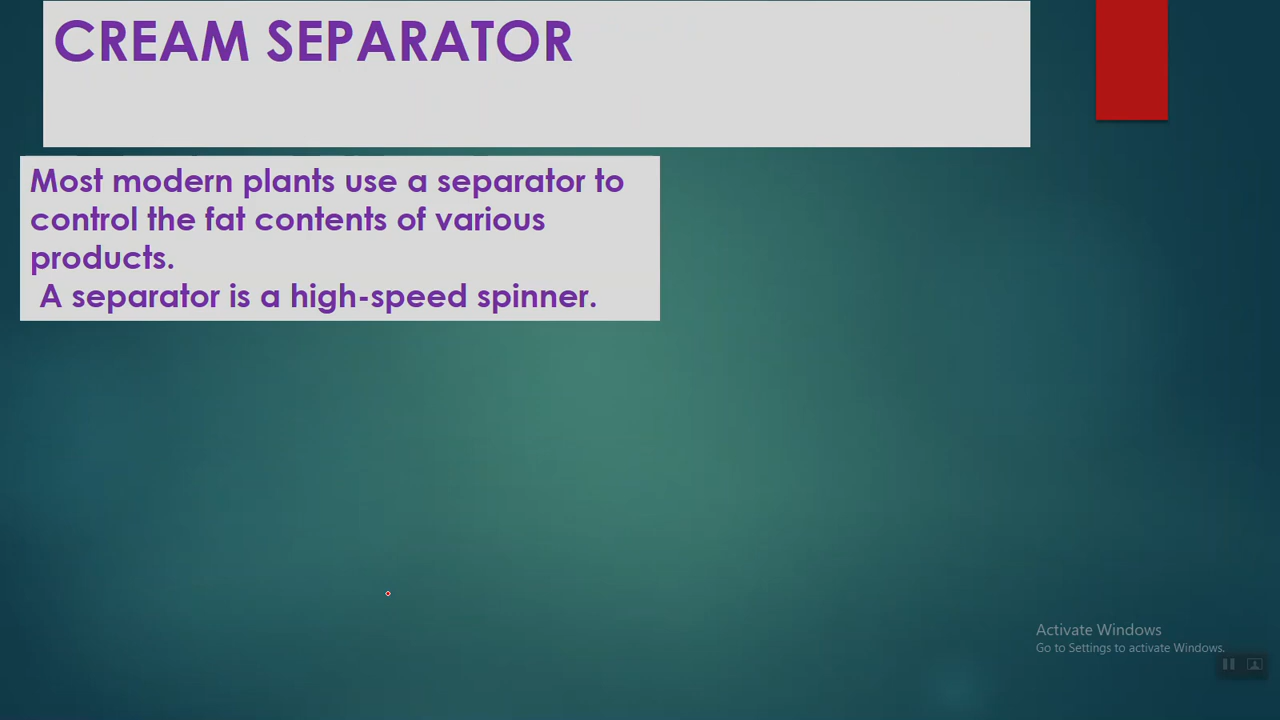 CREAM SEPARATOR
Most modern plants use a separator to
control the fat contents of various
products.
A separator is a high-speed spinner.
Activate Windows
Go to Settings to activate Windows.